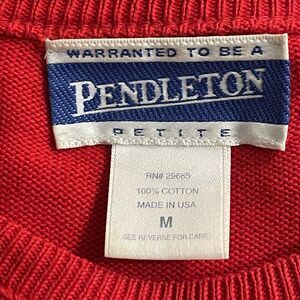 WARRANTED TO BE A
PENDLETON
PETITE
RN# 29685
100% COTTON
MADE IN USA
M
SEE REVERSE FOR CARE